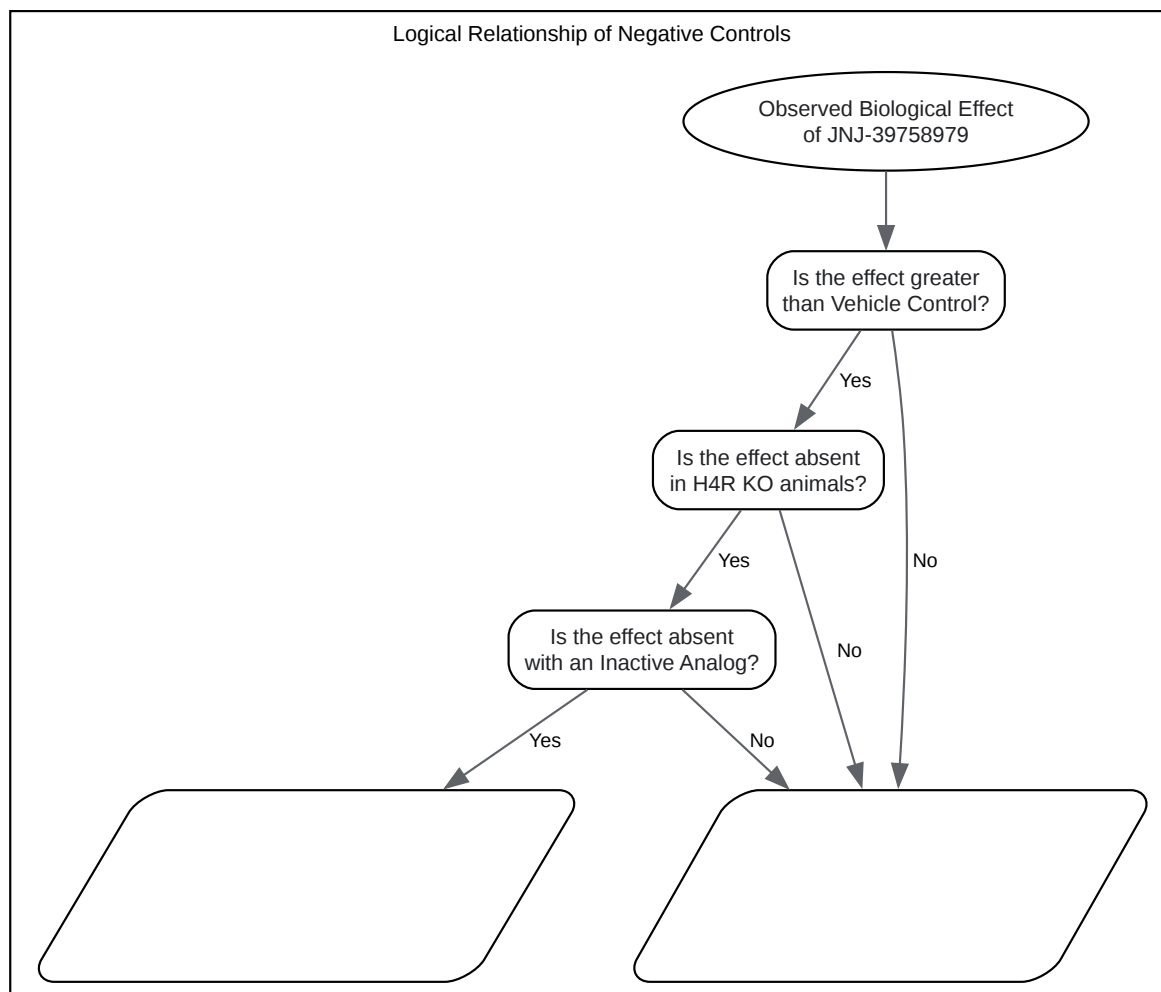 Logical Relationship of Negative Controls
Observed Biological Effect
of JNJ-39758979
Is the effect greater
than Vehicle Control?
Yes
Is the effect absent
in H4R KO animals?
Yes
No
Is the effect absent
with an Inactive Analog?
No
Yes
No